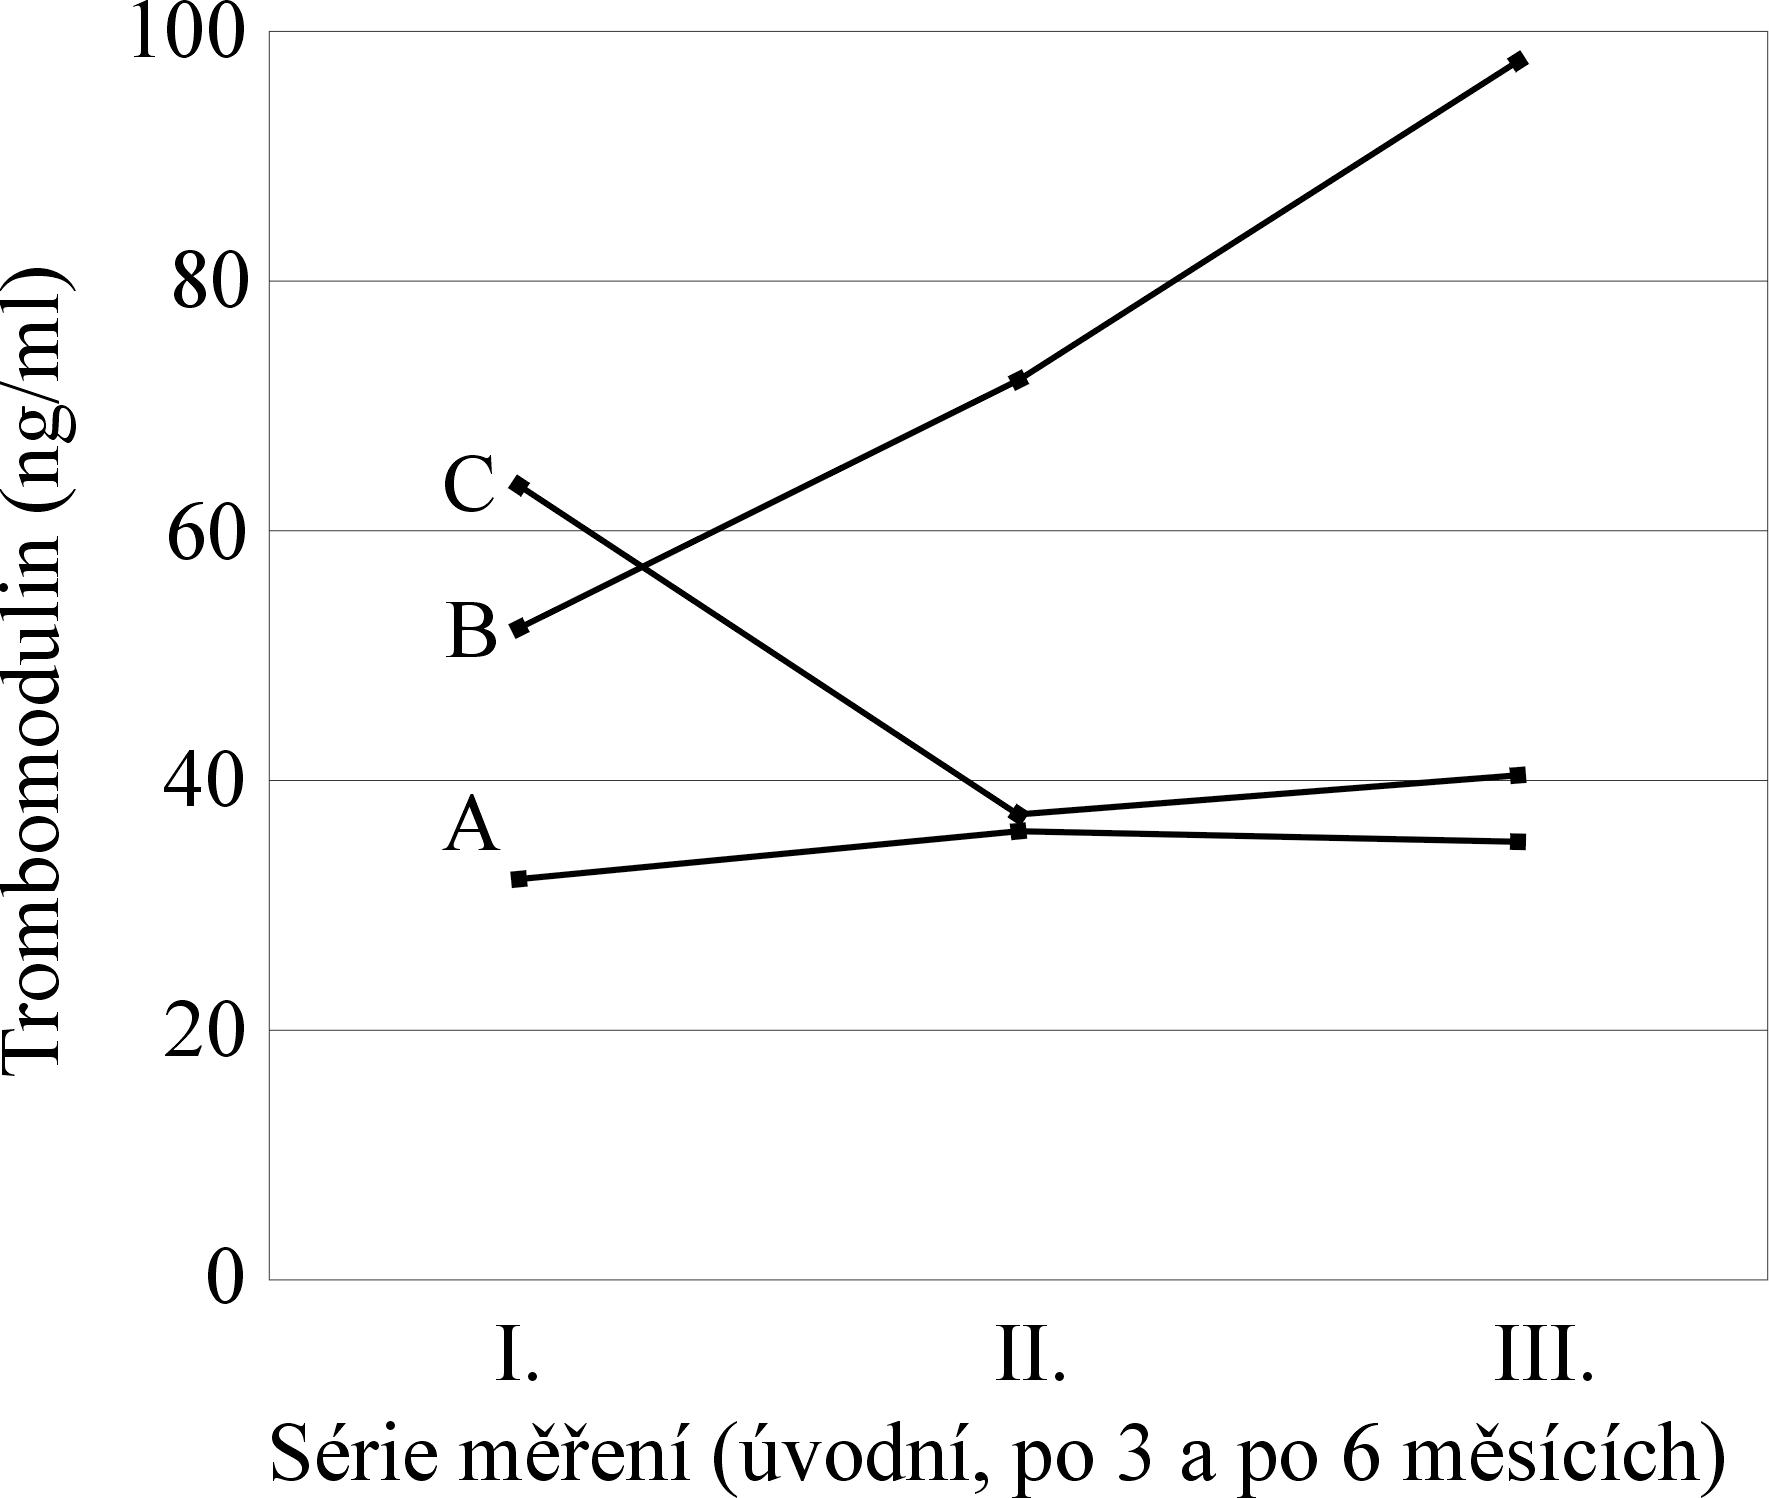 Trombomodulin (ng/ml)
100
80
60
40
20
0
C
B
A
I. II. III.
Série měření (úvodní, po 3 a po 6 měsících)